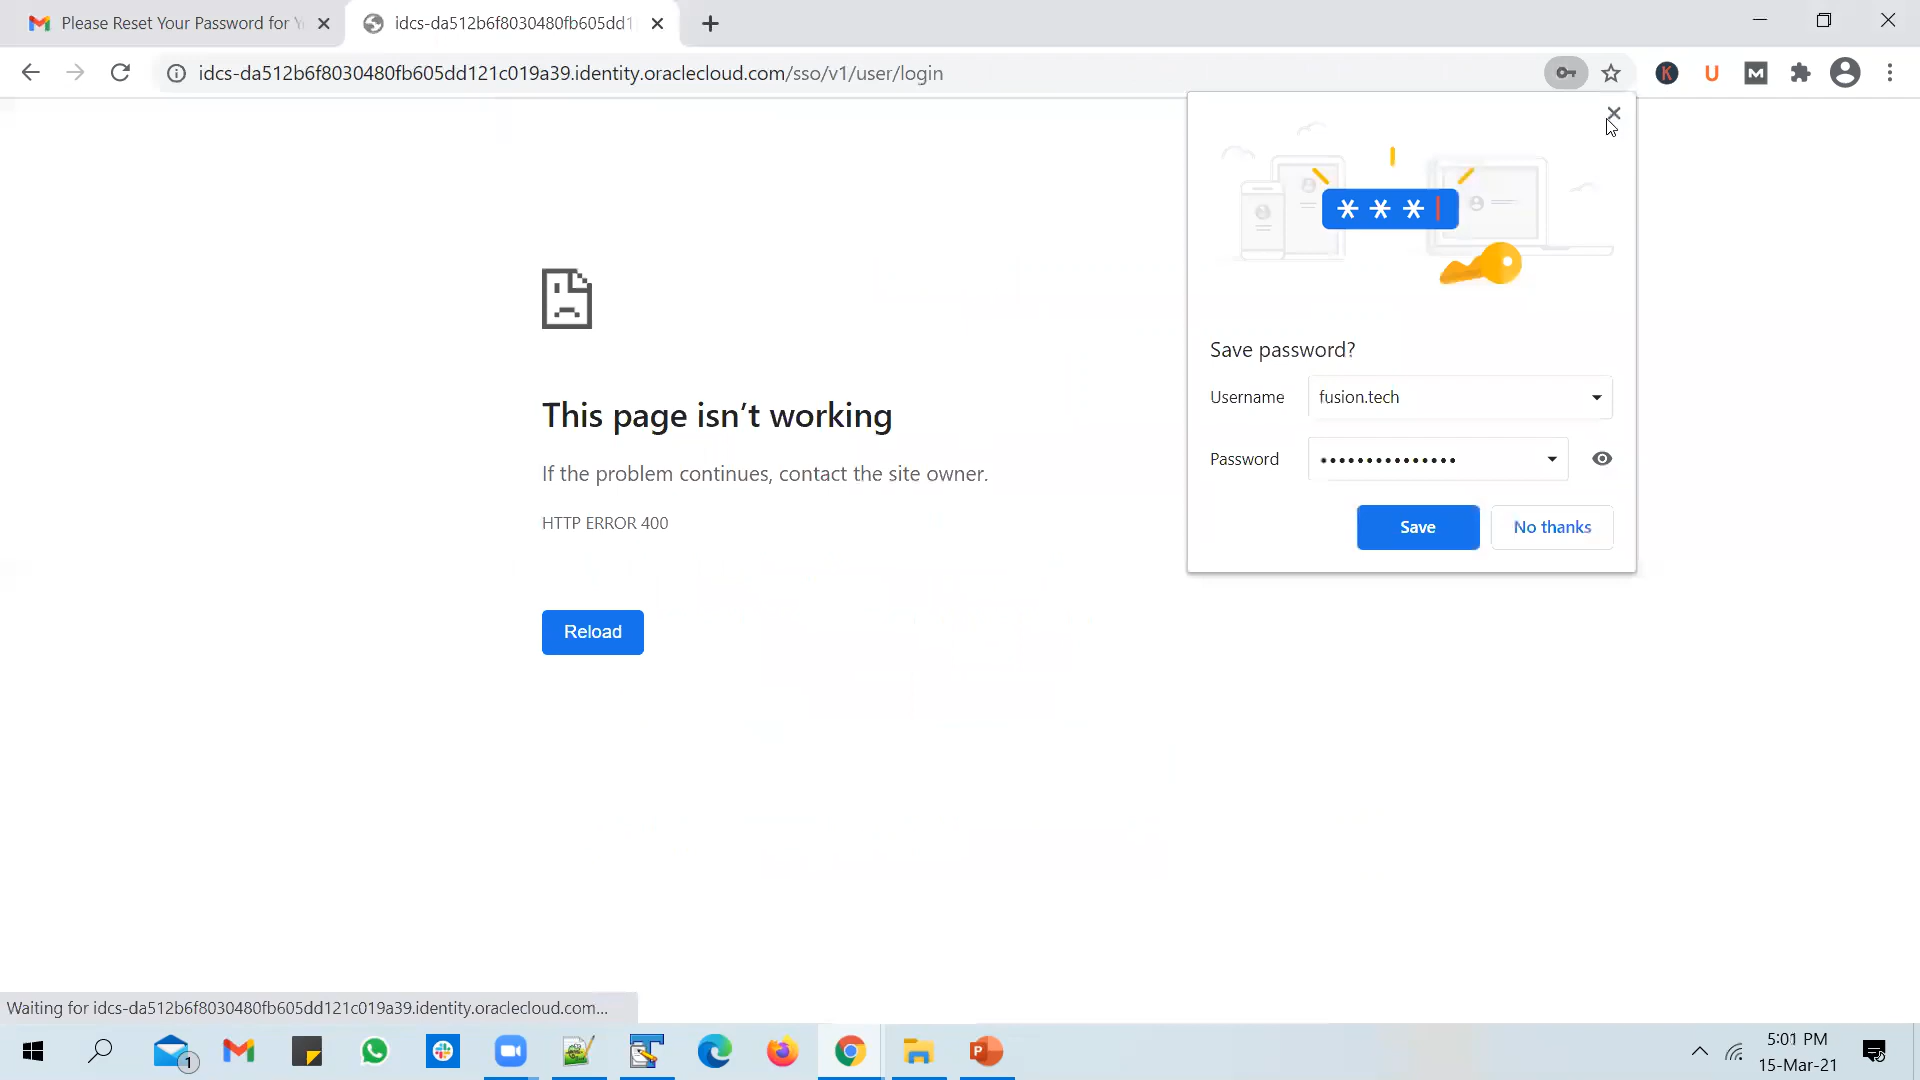 Please Reset Your Password for Y
idcs-da512b6f8030480fb605dd1
idcs-da512b6f8030480fb605dd121c019a39.identity.oraclecloud.com/sso/v1/user/login
K
U
M
***
Save password?
Username
fusion.tech
Password
•••••••••••••••
Save
No thanks
This page isn't working
If the problem continues, contact the site owner.
HTTP ERROR 400
Reload
Waiting for idcs-da512b6f8030480fb605dd121c019a39.identity.oraclecloud.com...
1
5:01 PM
15-Mar-21